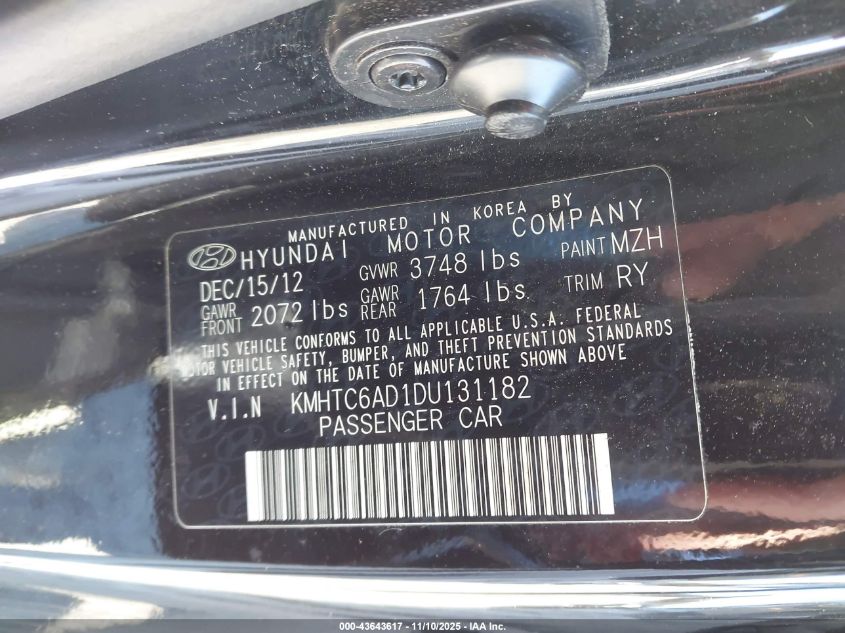 MANUFACTURED IN KOREA BY
HYUNDAI MOTOR COMPANY
DEC/15/12 GVWR 3748 lbs PAINT MZH
GAWR FRONT 2072 lbs GAWR REAR 1764 lbs. TRIM RY
THIS VEHICLE CONFORMS TO ALL APPLICABLE U.S.A. FEDERAL
MOTOR VEHICLE SAFETY, BUMPER, AND THEFT PREVENTION STANDARDS
IN EFFECT ON THE DATE OF MANUFACTURE SHOWN ABOVE
V.I.N KMHTC6AD1DU131182
PASSENGER CAR
000-43643617 - 11/10/2025 - IAA Inc.